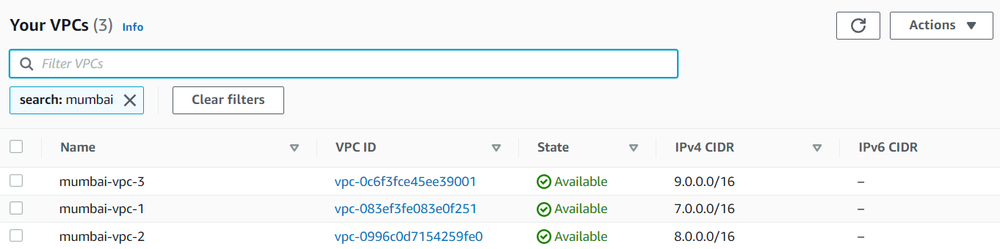 Your VPCs (3) Info Actions
Filter VPCs
search: mumbai Clear filters
Name VPC ID State IPv4 CIDR IPv6 CIDR
mumbai-vpc-3 vpc-0c6f3fce45ee39001 Available 9.0.0.0/16 –
mumbai-vpc-1 vpc-083ef3fe083e0f251 Available 7.0.0.0/16 –
mumbai-vpc-2 vpc-0996c0d7154259fe0 Available 8.0.0.0/16 –